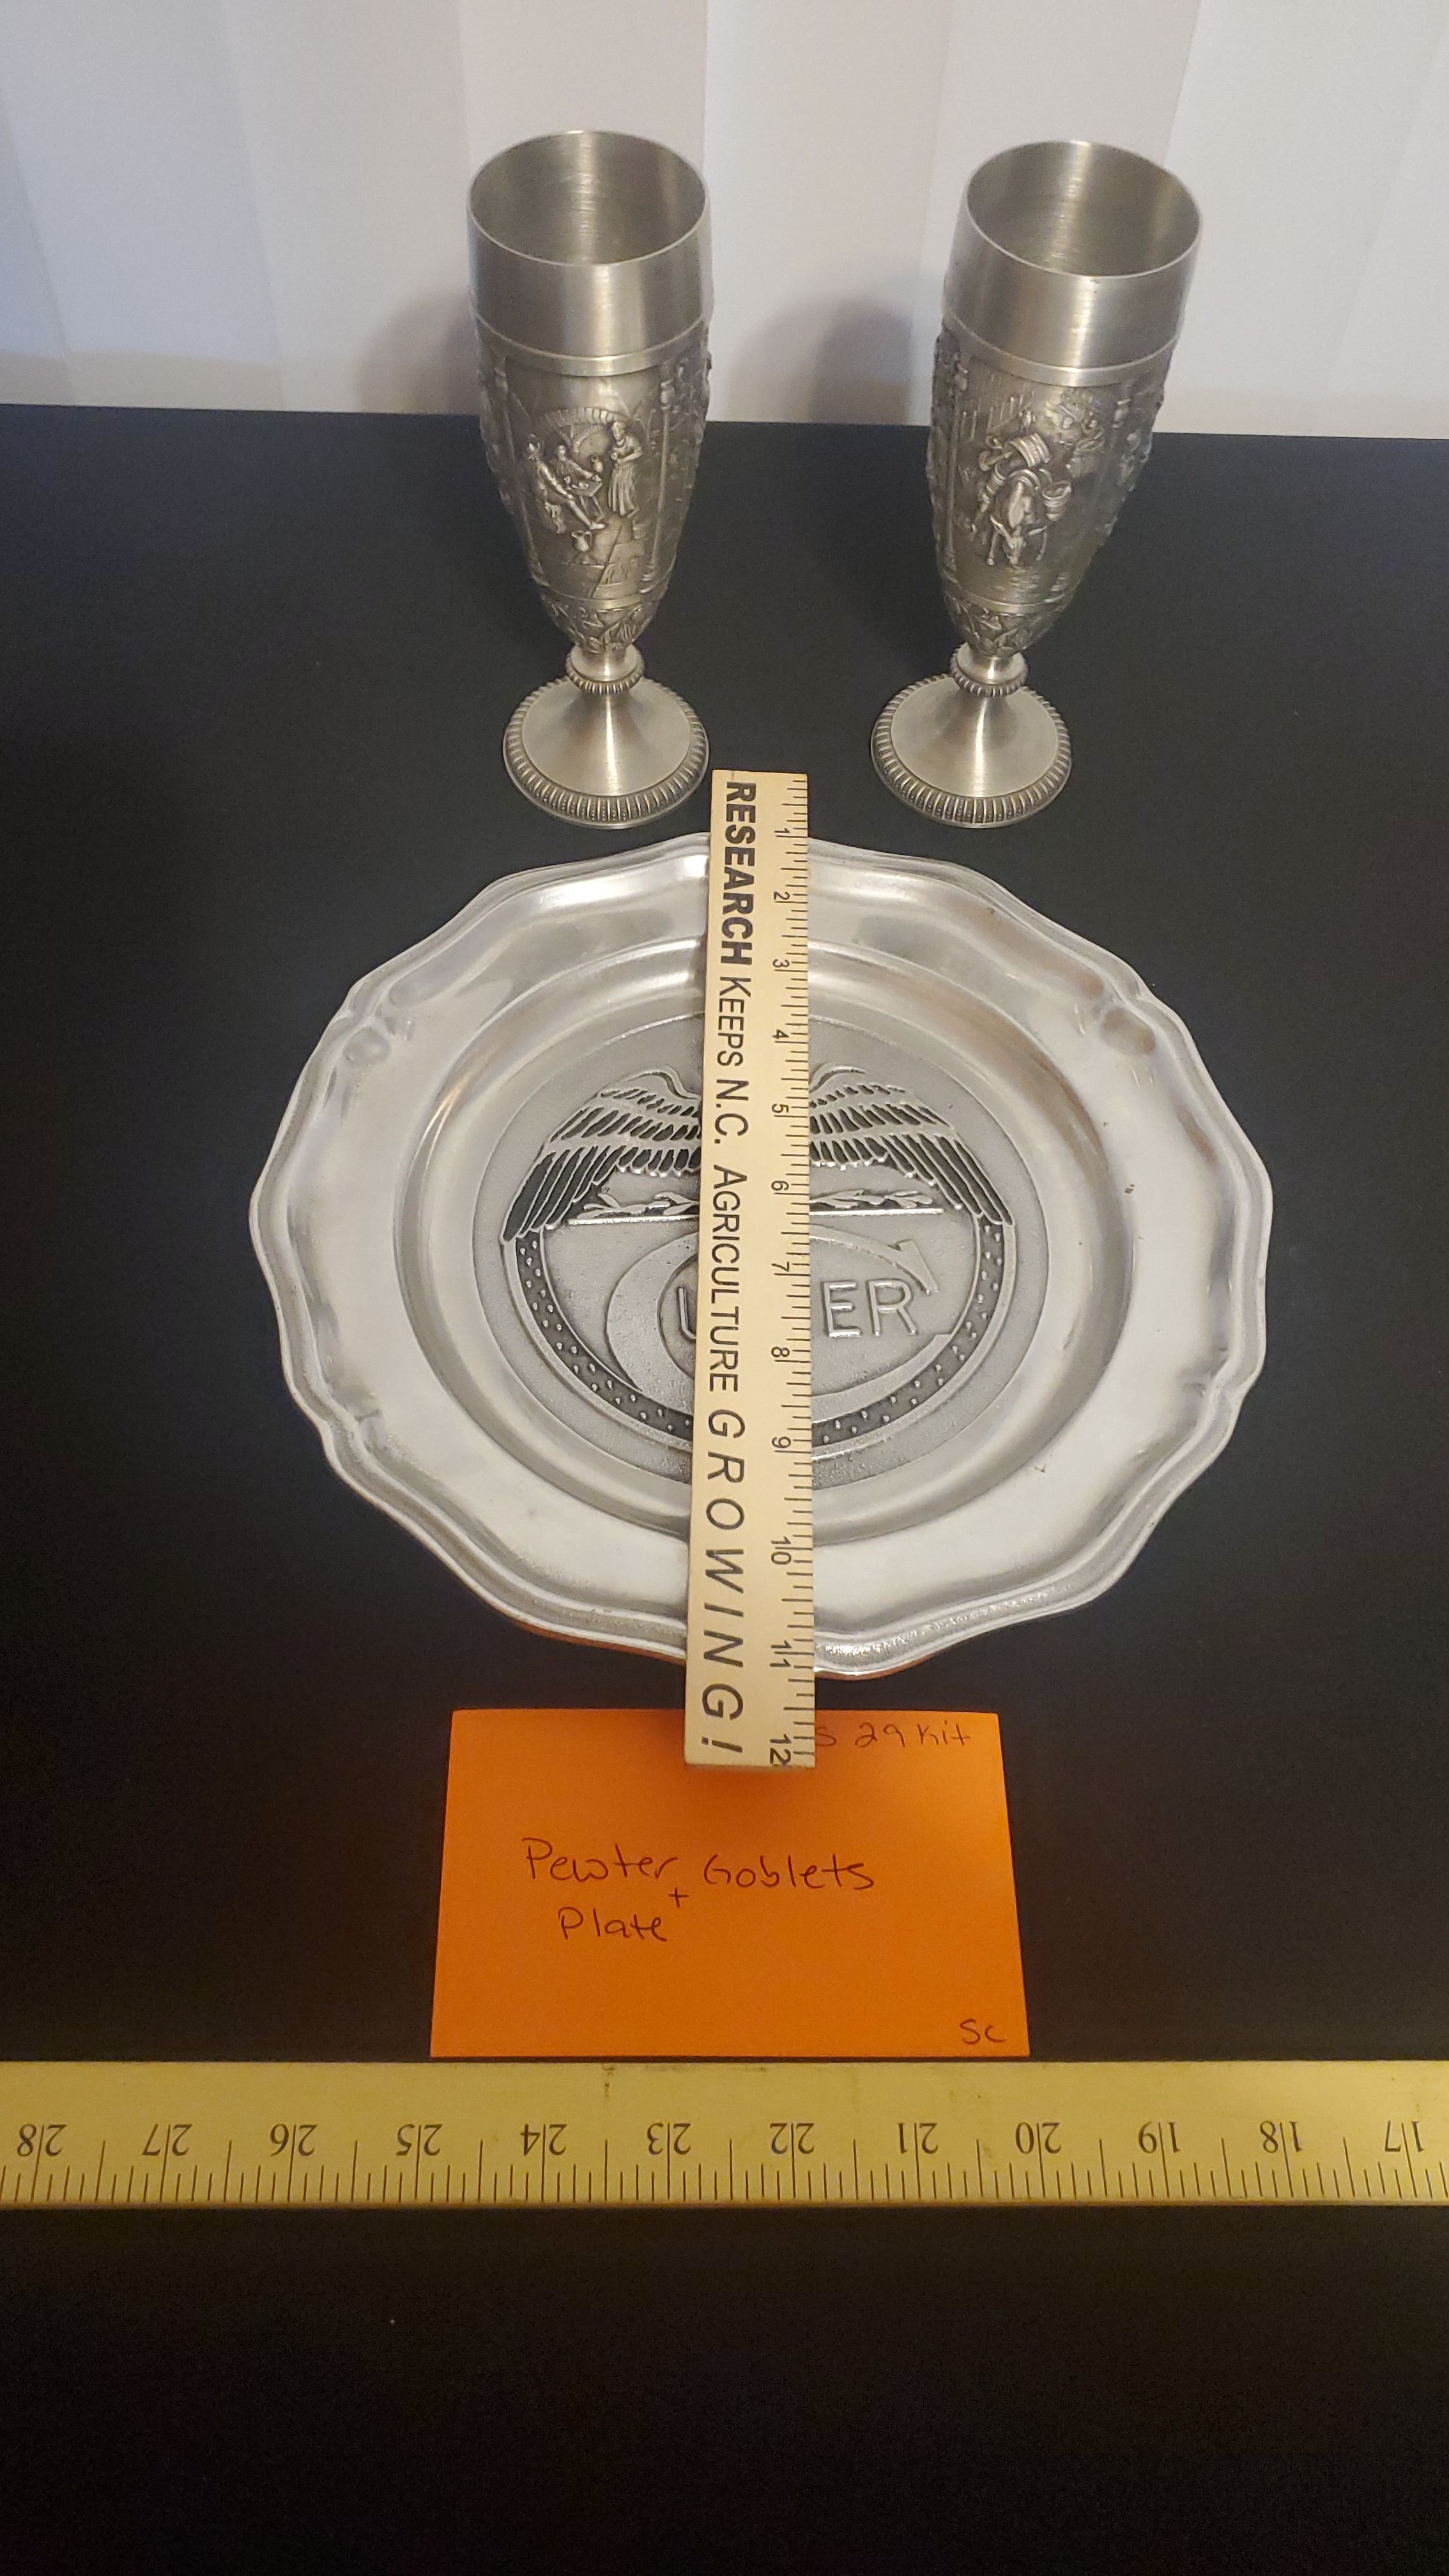 RESEARCH KEEPS N.C. AGRICULTURE GROWING!
1 2 3 4 5 6 7 8 9 10 11 12
ER
S 29 Kit
Pewter Goblets
+
Plate
SC
28 27 26 25 24 23 22 21 20 19 18 17